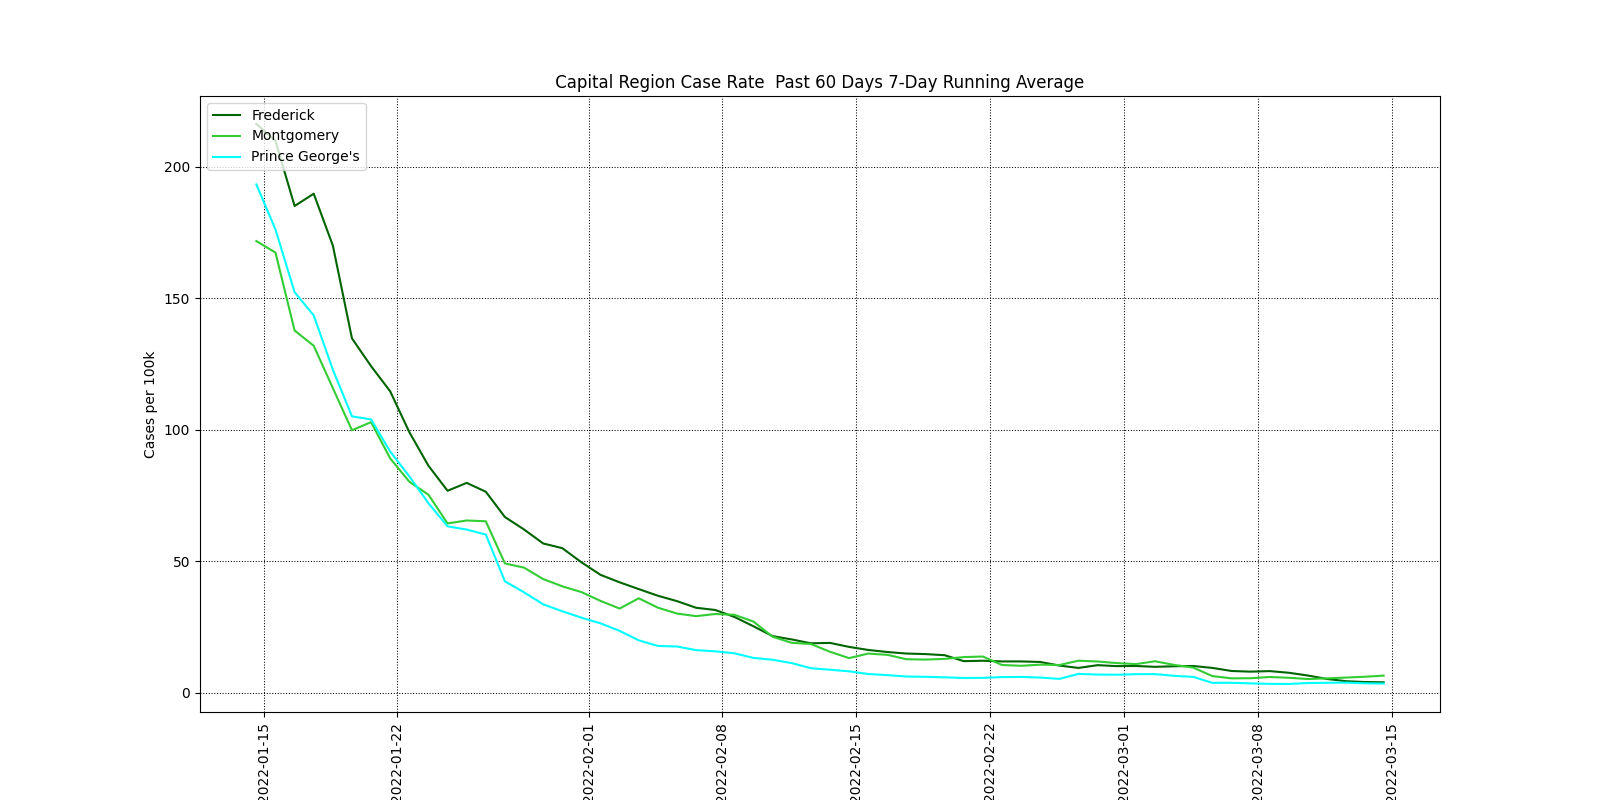 Capital Region Case Rate  Past 60 Days 7-Day Running Average
Frederick
Montgomery
Prince George's
Cases per 100k
200
150
100
50
0
2022-01-15
2022-01-22
2022-02-01
2022-02-08
2022-02-15
2022-02-22
2022-03-01
2022-03-08
2022-03-15